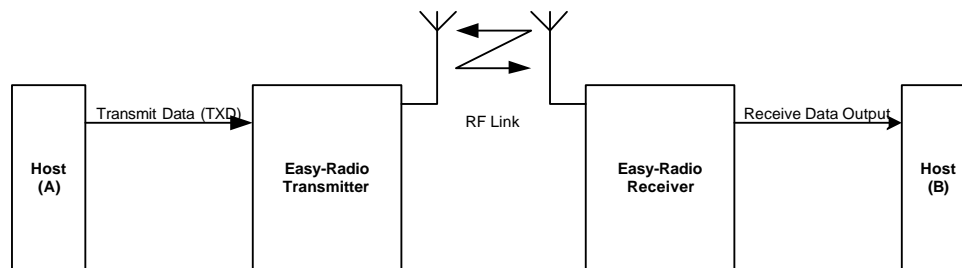 Transmit Data (TXD)
RF Link
Receive Data Output
Host
(A)
Easy-Radio
Transmitter
Easy-Radio
Receiver
Host
(B)